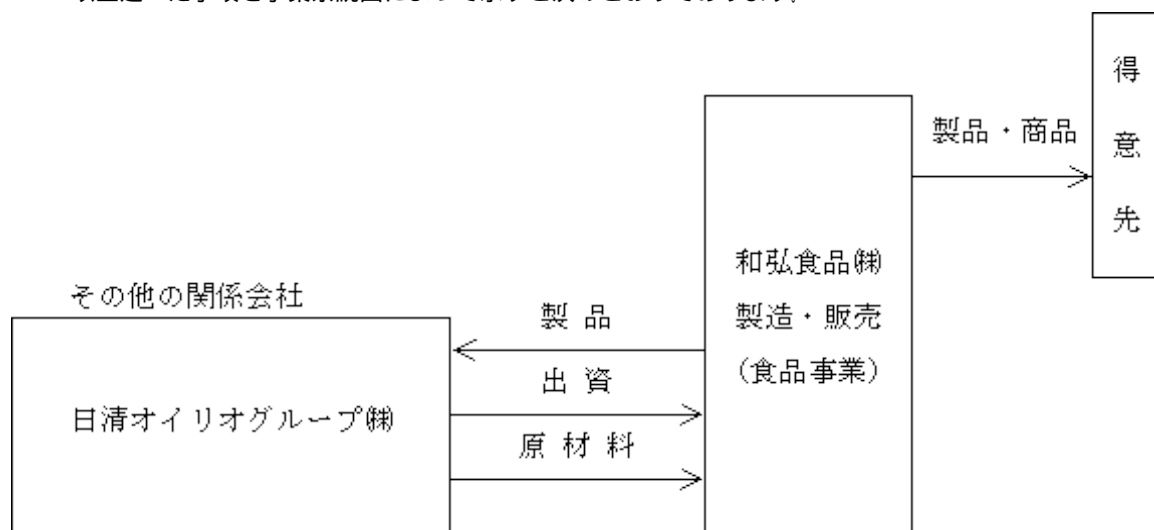 製品・商品
得意先
和弘食品㈱
製造・販売
(食品事業)
その他の関係会社
日清オイリオグループ㈱
製品
出資
原材料